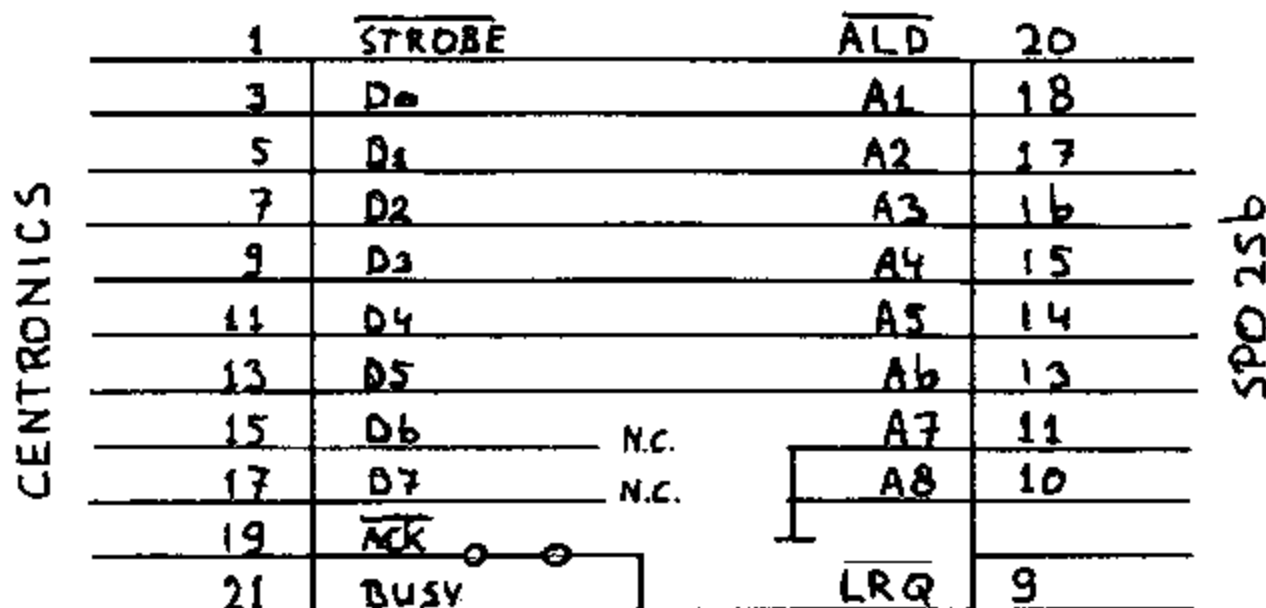 CENTRONICS
1 STROBE ALD 20
3 D0 A1 18
5 D1 A2 17
7 D2 A3 16
9 D3 A4 15
11 D4 A5 14
13 D5 A6 13
15 D6 N.C. A7 11
17 D7 N.C. A8 10
19 ACK
21 BUSY LRQ 9
SPO 256